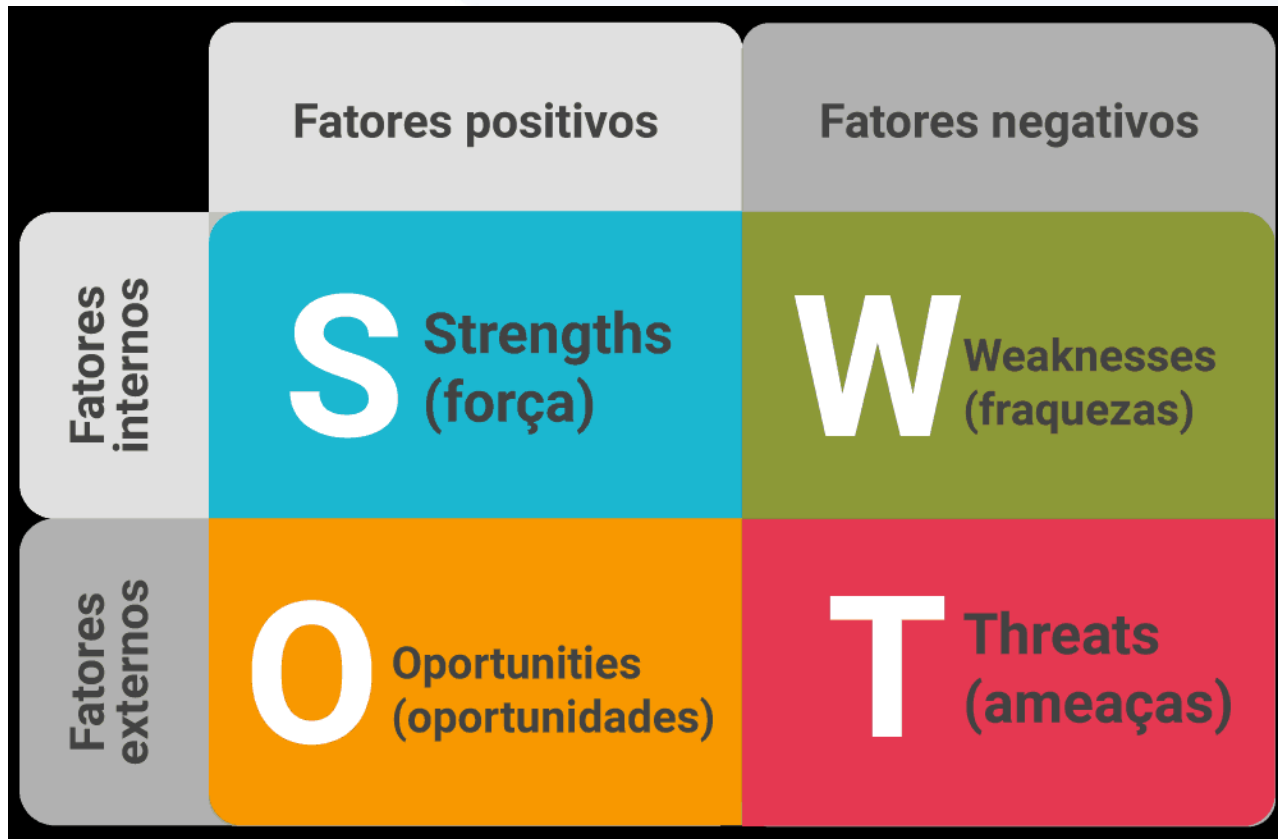 Fatores positivos
Fatores negativos
Fatores
internos
S
Strengths
(força)
W
Weaknesses
(fraquezas)
Fatores
externos
O
Oportunities
(oportunidades)
T
Threats
(ameaças)